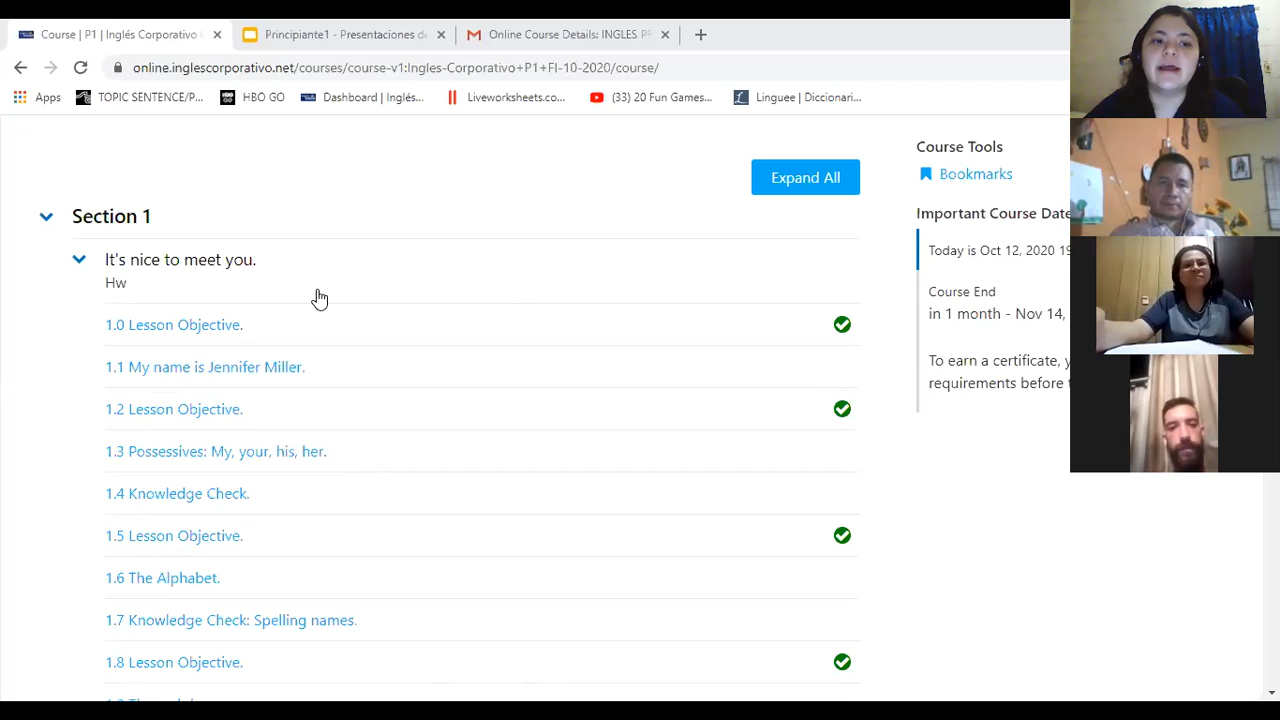 Course | P1 | Inglés Corporativo
Principiante1 - Presentaciones de
Online Course Details: INGLES P
online.inglescorporativo.net/courses/course-v1:Ingles-Corporativo+P1+FI-10-2020/course/
Apps
TOPIC SENTENCE/P...
HBO GO
Dashboard | Inglés...
Liveworksheets.co...
(33) 20 Fun Games...
Linguee | Diccionari...
Expand All
Section 1
It's nice to meet you.
Hw
1.0 Lesson Objective.
1.1 My name is Jennifer Miller.
1.2 Lesson Objective.
1.3 Possessives: My, your, his, her.
1.4 Knowledge Check.
1.5 Lesson Objective.
1.6 The Alphabet.
1.7 Knowledge Check: Spelling names.
1.8 Lesson Objective.
Course Tools
Bookmarks
Important Course Date
Today is Oct 12, 2020 19
Course End
in 1 month - Nov 14,
To earn a certificate, y
requirements before t